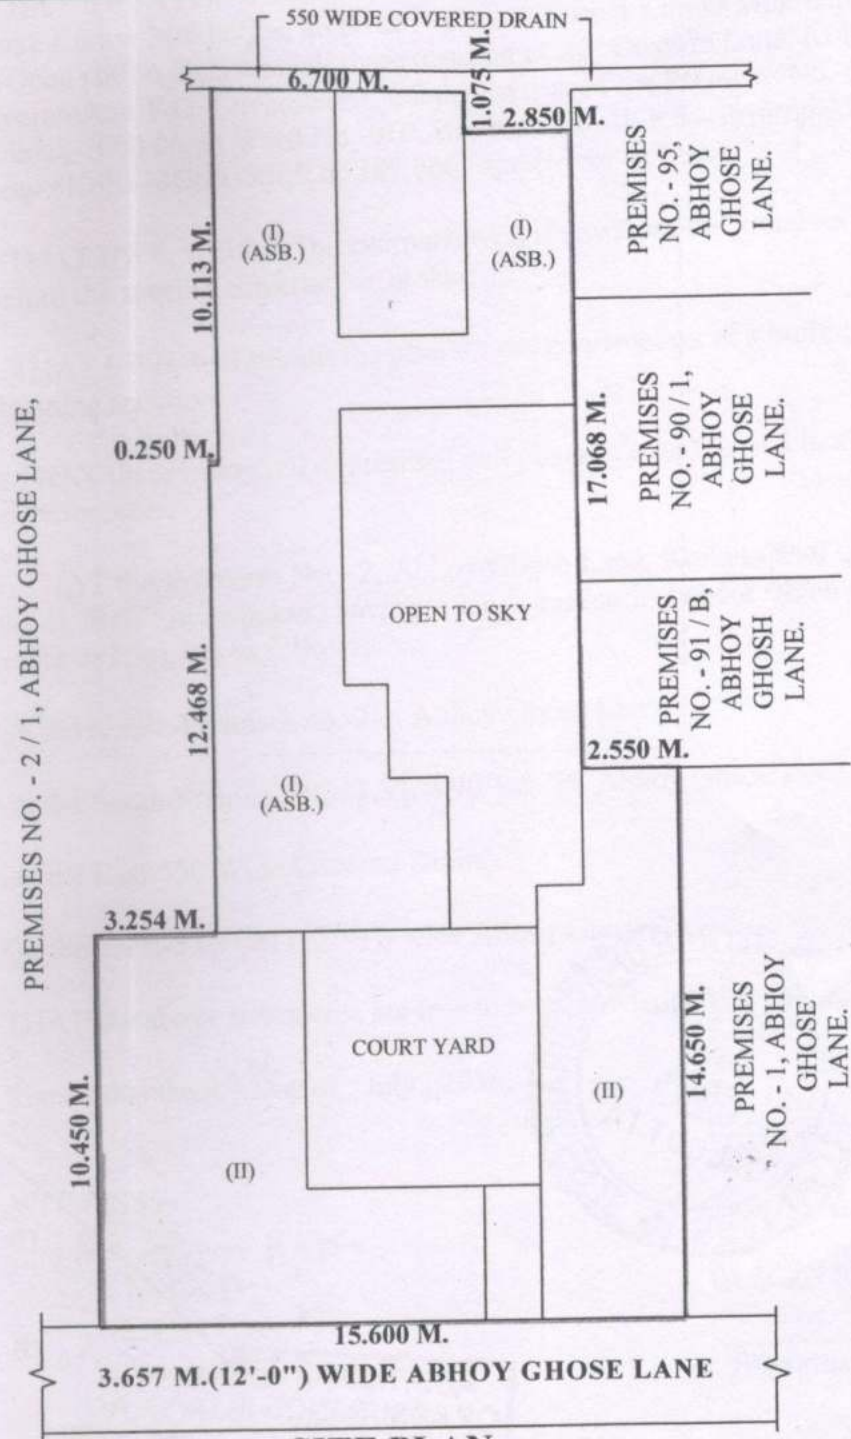 550 WIDE COVERED DRAIN
6.700 M.
1.075 M.
2.850 M.
PREMISES
NO. - 95,
ABHOY
GHOSE
LANE.
(I)
(ASB.)
(I)
(ASB.)
10.113 M.
0.250 M.
17.068 M.
PREMISES
NO. - 90 / 1,
ABHOY
GHOSE
LANE.
PREMISES NO. - 2 / 1, ABHOY GHOSE LANE,
OPEN TO SKY
12.468 M.
PREMISES
NO. - 91 / B,
ABHOY
GHOSH
LANE.
2.550 M.
(I)
(ASB.)
3.254 M.
COURT YARD
14.650 M.
PREMISES
NO. - 1, ABHOY
GHOSE
LANE.
10.450 M.
(II)
(II)
15.600 M.
3.657 M.(12'-0") WIDE ABHOY GHOSE LANE
SITE PLAN